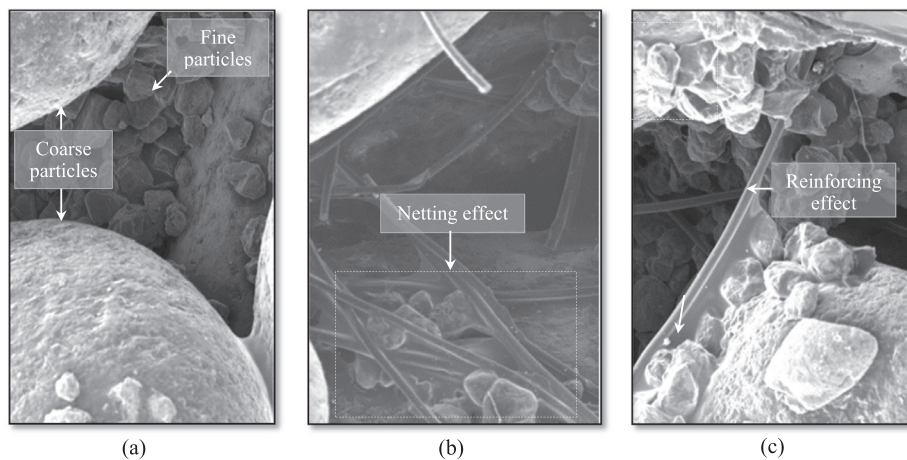 Fine
particles
Coarse
particles
Netting effect
Reinforcing
effect
(a)
(b)
(c)